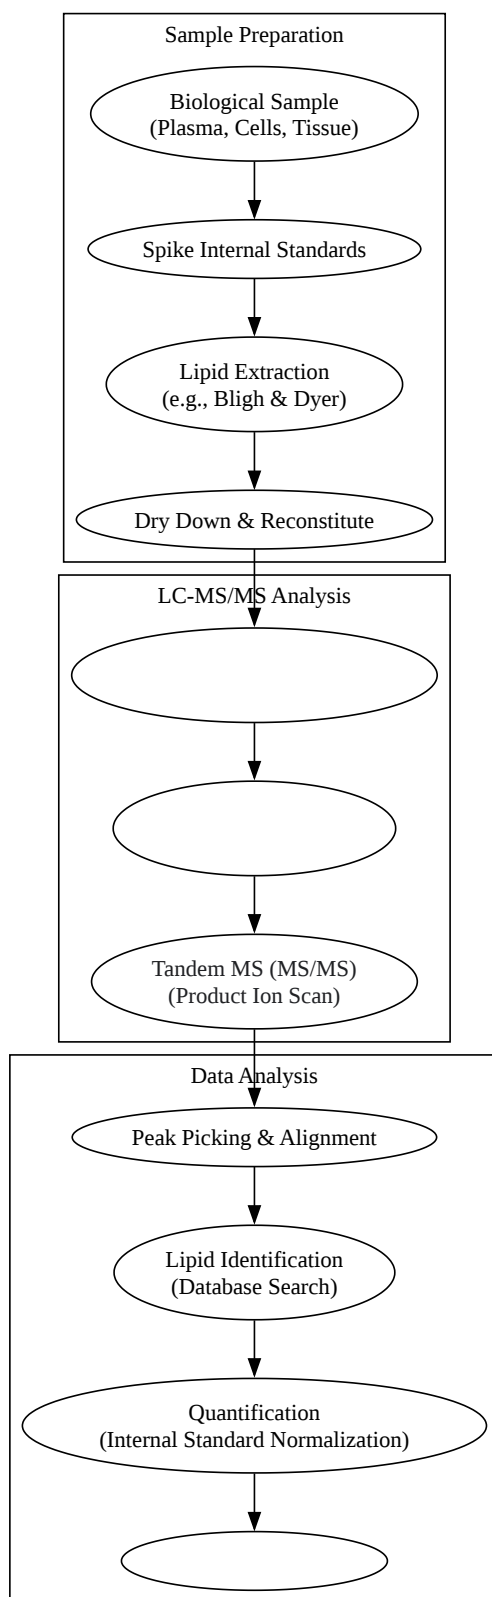 Sample Preparation
Biological Sample
(Plasma, Cells, Tissue)
Spike Internal Standards
Lipid Extraction
(e.g., Bligh & Dyer)
Dry Down & Reconstitute
LC-MS/MS Analysis
Tandem MS (MS/MS)
(Product Ion Scan)
Data Analysis
Peak Picking & Alignment
Lipid Identification
(Database Search)
Quantification
(Internal Standard Normalization)